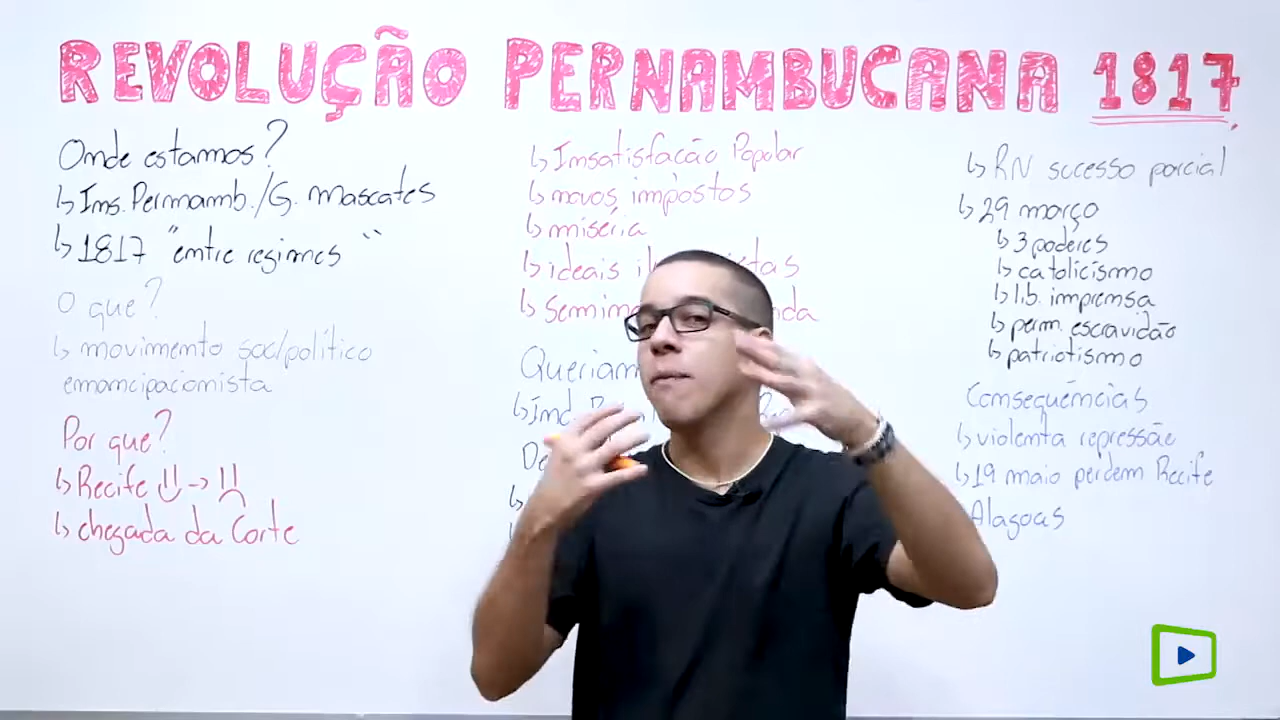 REVOLUÇÃO PERNAMBUCANA 1817
Onde estamos?
↳ Ins. Pernamb./G. mascates
↳ 1817 "entre regimes"
O que?
↳ movimento soc/político
emancipacionista
Por que?
↳ Recife
↳ chegada da Corte
↳ Insatisfação Popular
↳ novos impostos
↳ miséria
↳ ideais
Queriam
↳ RN sucesso parcial
↳ 29 março
↳ 3 poderes
↳ catolicismo
↳ lib. imprensa
↳ perm. escravidão
↳ patriotismo
Consequências
↳ violenta repressão
↳ 19 maio perdem Recife
Alagoas